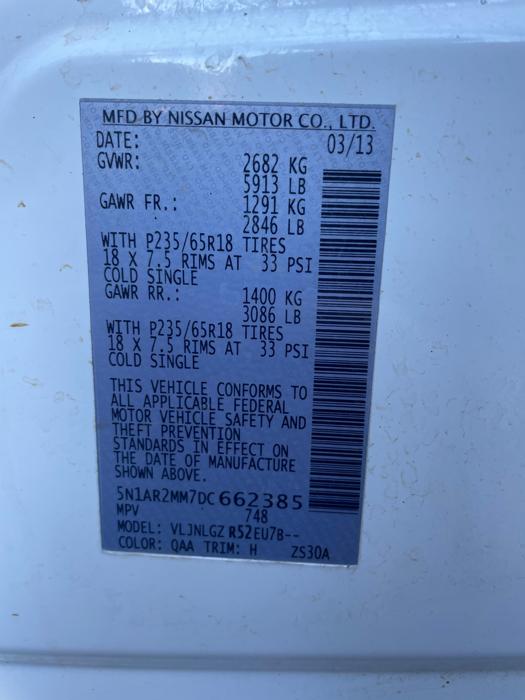 MFD BY NISSAN MOTOR CO., LTD.
DATE: 03/13
GVWR: 2682 KG
5913 LB
GAWR FR.: 1291 KG
2846 LB
WITH P235/65R18 TIRES
18 X 7.5 RIMS AT 33 PSI
COLD SINGLE
GAWR RR.: 1400 KG
3086 LB
WITH P235/65R18 TIRES
18 X 7.5 RIMS AT 33 PSI
COLD SINGLE
THIS VEHICLE CONFORMS TO
ALL APPLICABLE FEDERAL
MOTOR VEHICLE SAFETY AND
THEFT PREVENTION
STANDARDS IN EFFECT ON
THE DATE OF MANUFACTURE
SHOWN ABOVE.
5N1AR2MM7DC662385
MPV 748
MODEL: VLJNLGZ R52EU7B--
COLOR: QAA TRIM: H ZS30A